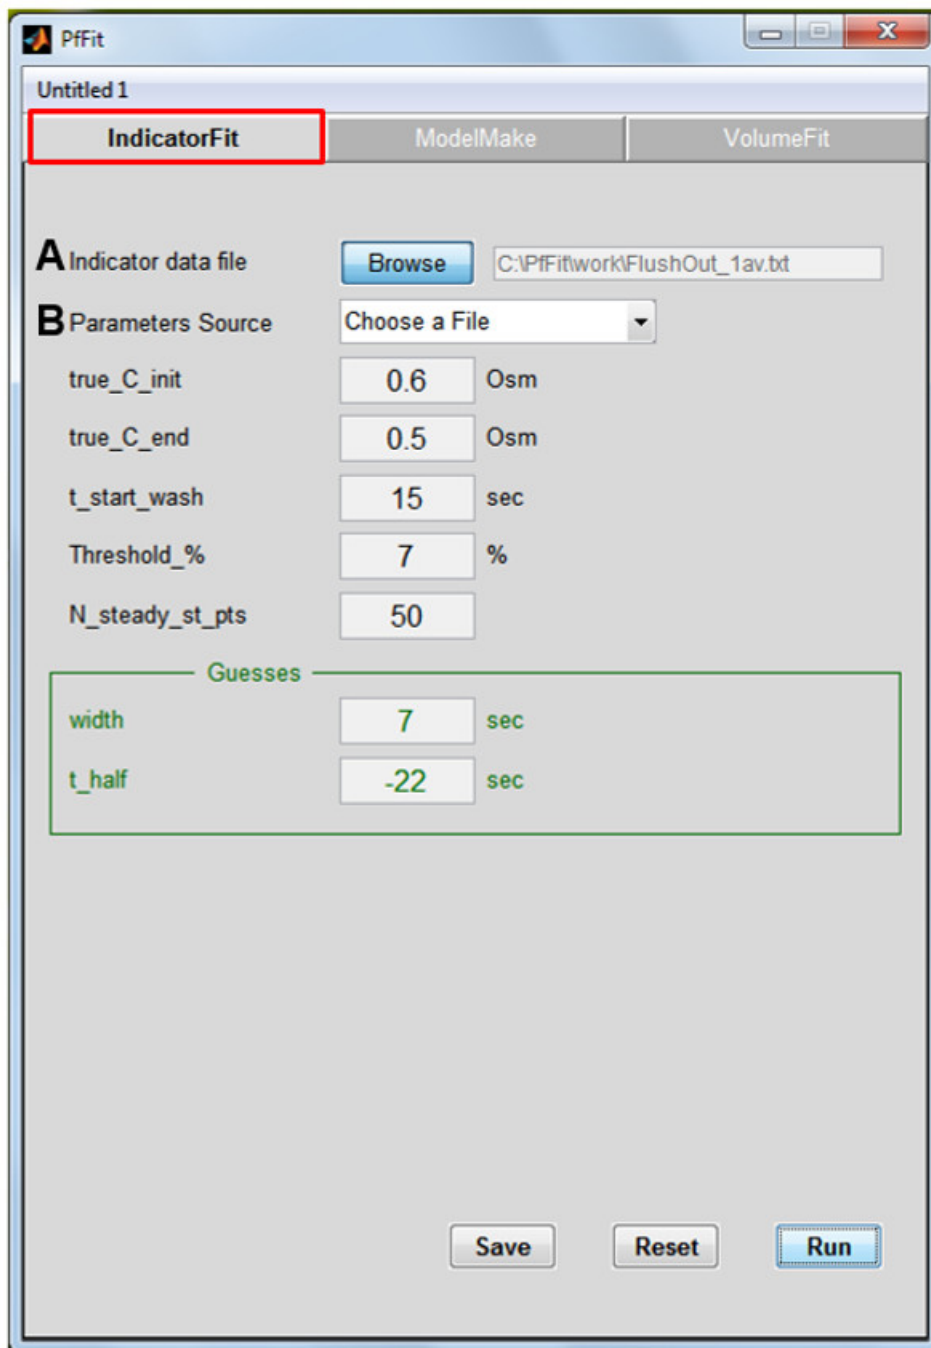 PfFit
Untitled 1
IndicatorFit ModelMake VolumeFit
A Indicator data file Browse C:\PfFit\work\FlushOut_1av.txt
B Parameters Source Choose a File
true_C_init 0.6 Osm
true_C_end 0.5 Osm
t_start_wash 15 sec
Threshold_% 7 %
N_steady_st_pts 50
Guesses
width 7 sec
t_half -22 sec
Save Reset Run